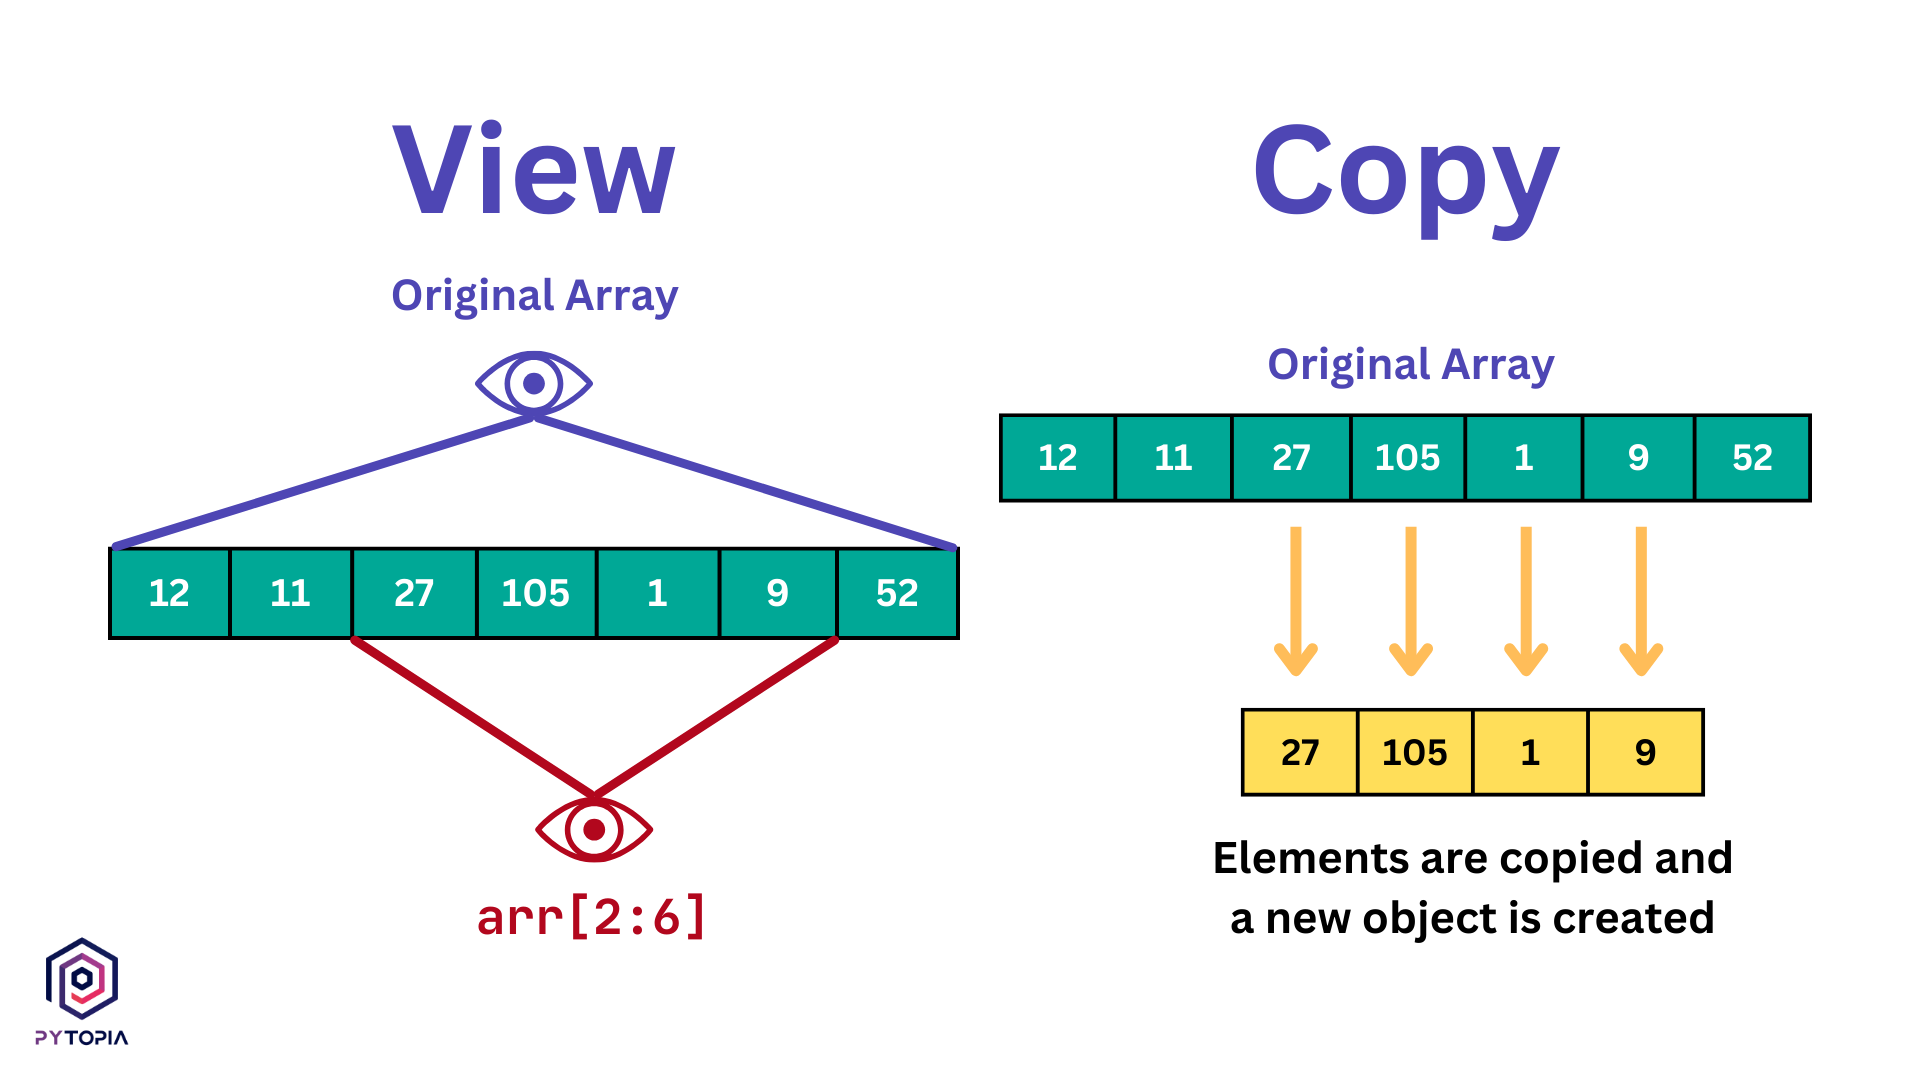 View
Original Array
12 11 27 105 1 9 52
arr[2:6]
Copy
Original Array
12 11 27 105 1 9 52
27 105 1 9
Elements are copied and
a new object is created
PYTOPIA